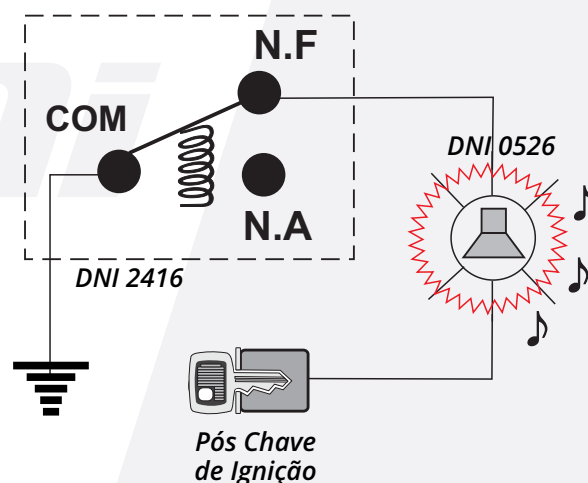 N.F
COM
DNI 0526
N.A
DNI 2416
Pós Chave
de Ignição